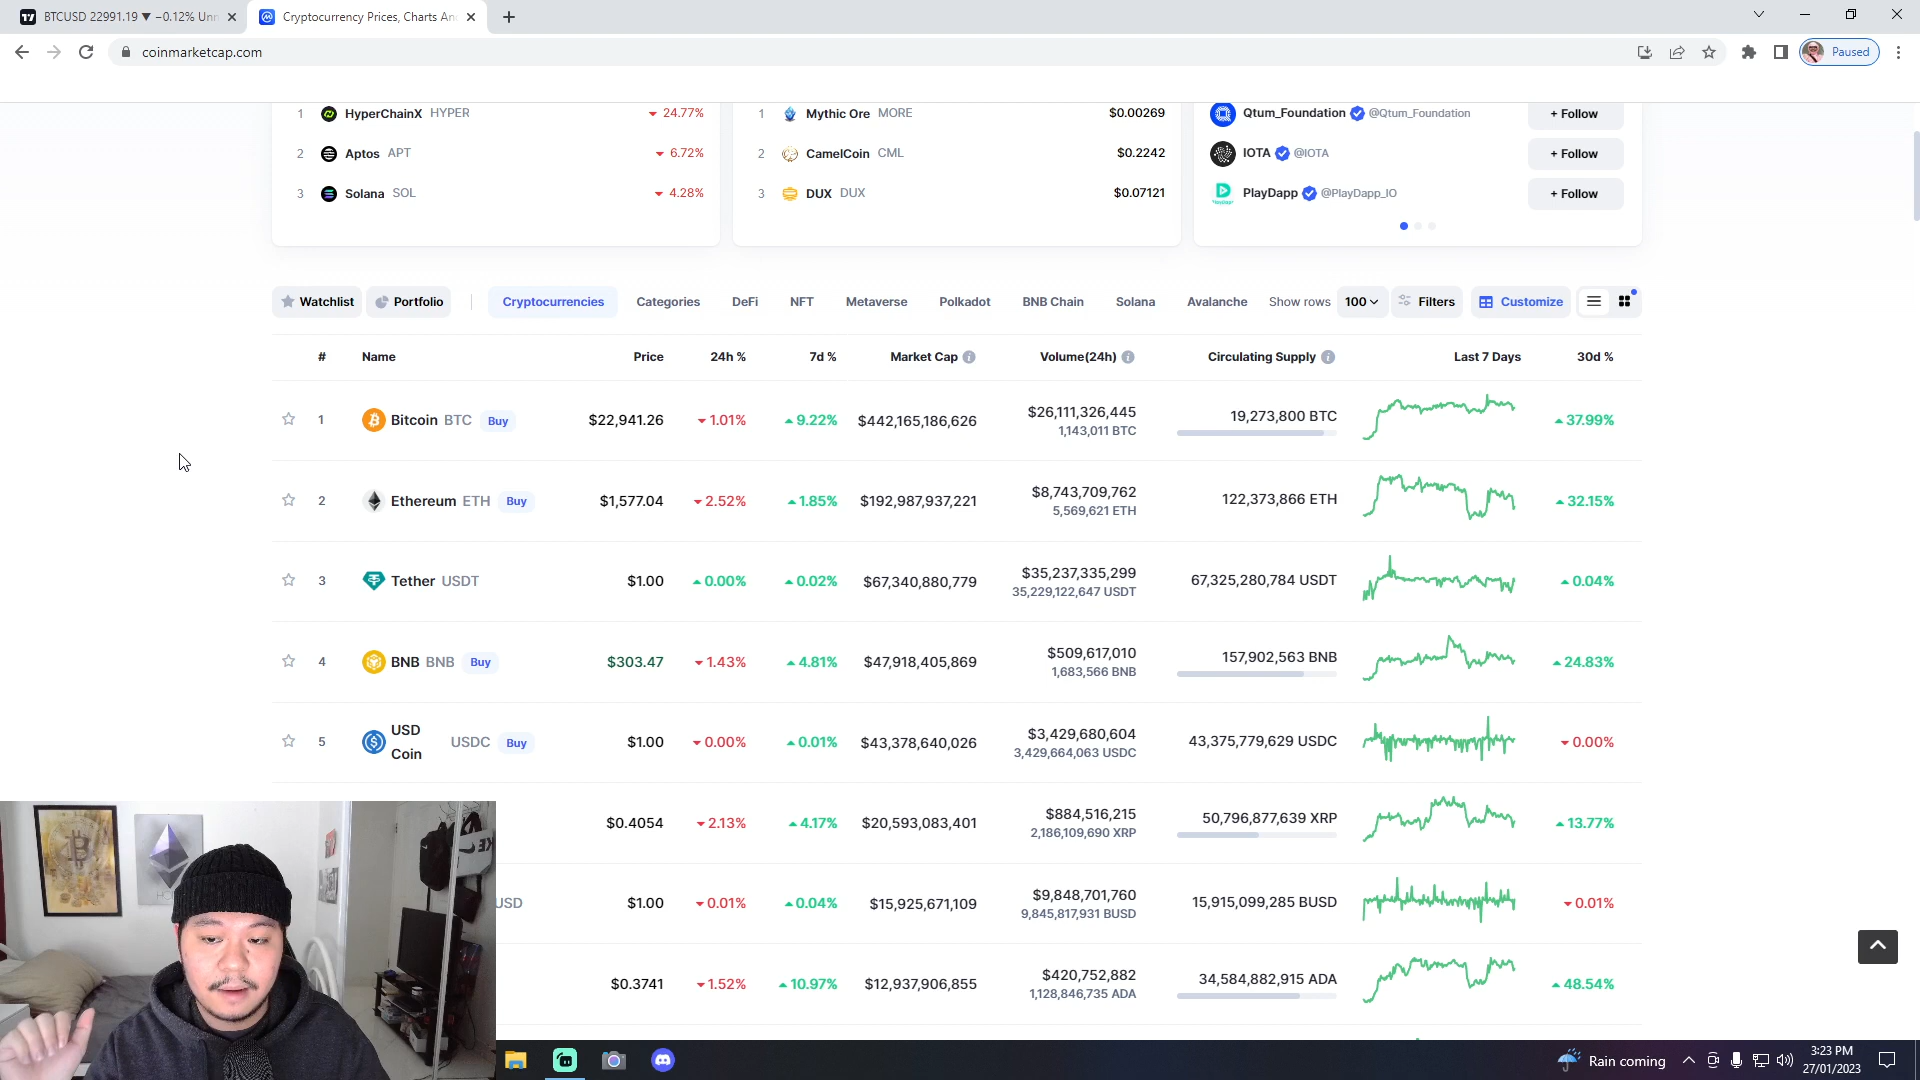 BTCUSD 22991.19 ▼ −0.12% Unn
Cryptocurrency Prices, Charts An
coinmarketcap.com
Paused
1 HyperChainX HYPER 24.77%
2 Aptos APT 6.72%
3 Solana SOL 4.28%
1 Mythic Ore MORE $0.00269
2 CamelCoin CML $0.2242
3 DUX DUX $0.07121
Qtum_Foundation @Qtum_Foundation + Follow
IOTA @IOTA + Follow
PlayDapp @PlayDapp_IO + Follow
Watchlist Portfolio Cryptocurrencies Categories DeFi NFT Metaverse Polkadot BNB Chain Solana Avalanche Show rows 100 Filters Customize
# Name Price 24h % 7d % Market Cap Volume(24h) Circulating Supply Last 7 Days 30d %
1 Bitcoin BTC Buy $22,941.26 1.01% 9.22% $442,165,186,626 $26,111,326,445 19,273,800 BTC 37.99%
1,143,011 BTC
2 Ethereum ETH Buy $1,577.04 2.52% 1.85% $192,987,937,221 $8,743,709,762 122,373,866 ETH 32.15%
5,569,621 ETH
3 Tether USDT $1.00 0.00% 0.02% $67,340,880,779 $35,237,335,299 67,325,280,784 USDT 0.04%
35,229,122,647 USDT
4 BNB BNB Buy $303.47 1.43% 4.81% $47,918,405,869 $509,617,010 157,902,563 BNB 24.83%
1,683,566 BNB
5 USD Coin USDC Buy $1.00 0.00% 0.01% $43,378,640,026 $3,429,680,604 43,375,779,629 USDC 0.00%
3,429,664,063 USDC
$0.4054 2.13% 4.17% $20,593,083,401 $884,516,215 50,796,877,639 XRP 13.77%
2,186,109,690 XRP
USD $1.00 0.01% 0.04% $15,925,671,109 $9,848,701,760 15,915,099,285 BUSD 0.01%
9,845,817,931 BUSD
$0.3741 1.52% 10.97% $12,937,906,855 $420,752,882 34,584,882,915 ADA 48.54%
1,128,846,735 ADA
Rain coming
3:23 PM
27/01/2023